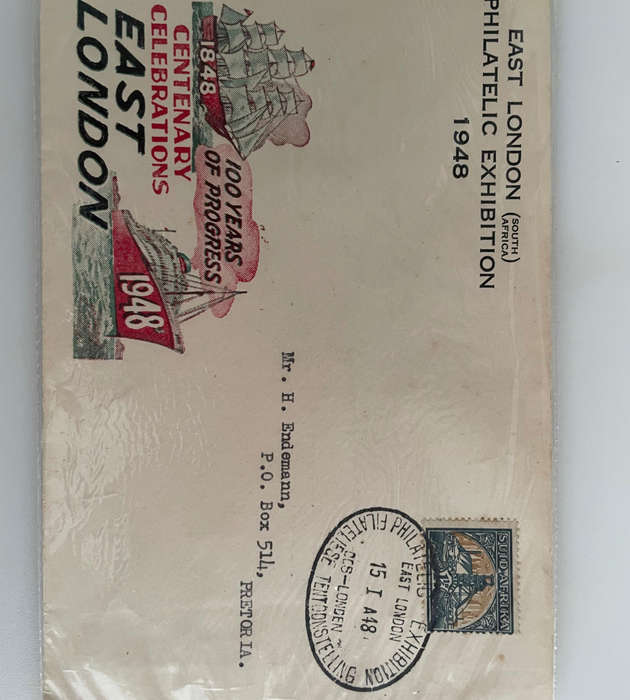 EAST LONDON (SOUTH AFRICA)
PHILATELIC EXHIBITION
1948
1848
CENTENARY
CELEBRATIONS
EAST
LONDON
100 YEARS
OF PROGRESS
1948
Mr. H. Endemann,
P.O. Box 514,
PRETORIA.
SUID-AFRIKA
PHILATELIC EXHIBITION
EAST LONDON
15 I A48
OOS-LONDEN
FILATELIESE TENTOONSTELLING